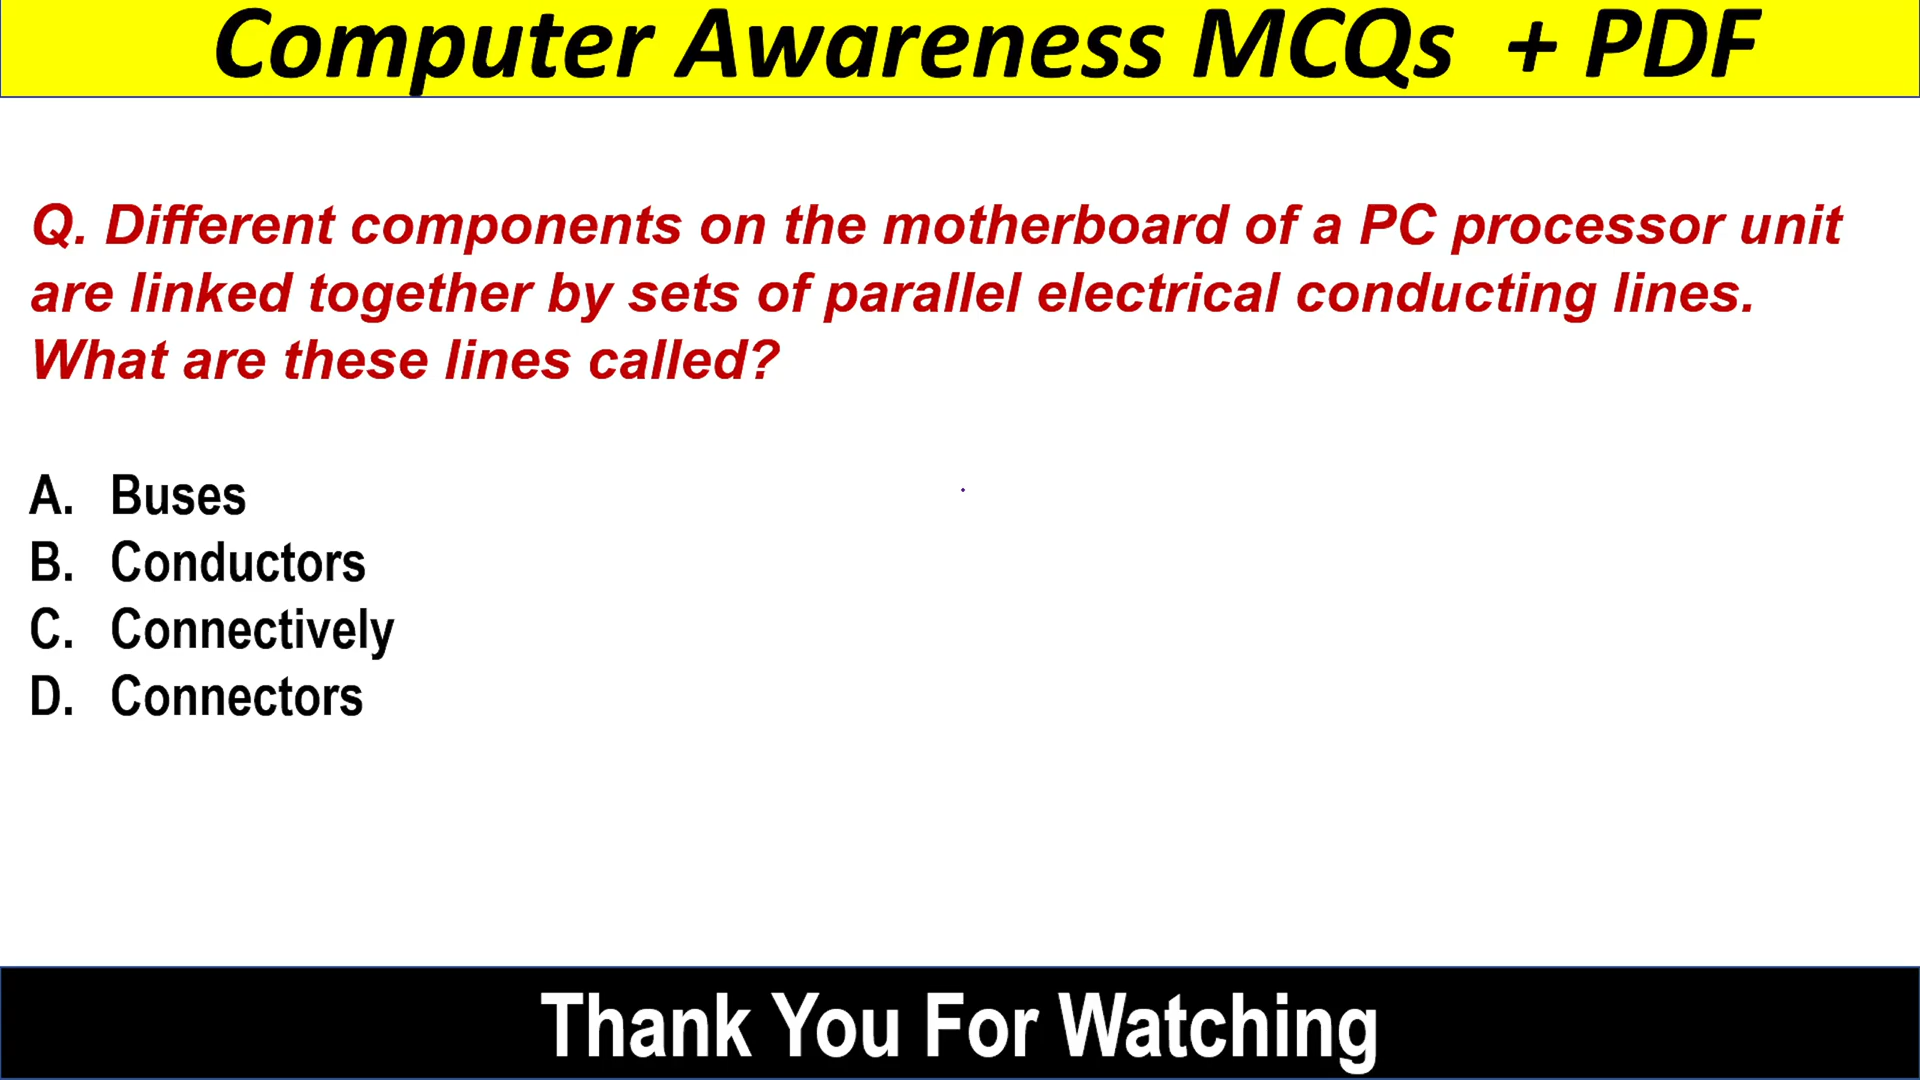 Computer Awareness MCQs + PDF
Q. Different components on the motherboard of a PC processor unit
are linked together by sets of parallel electrical conducting lines.
What are these lines called?
A. Buses
B. Conductors
C. Connectively
D. Connectors
Thank You For Watching